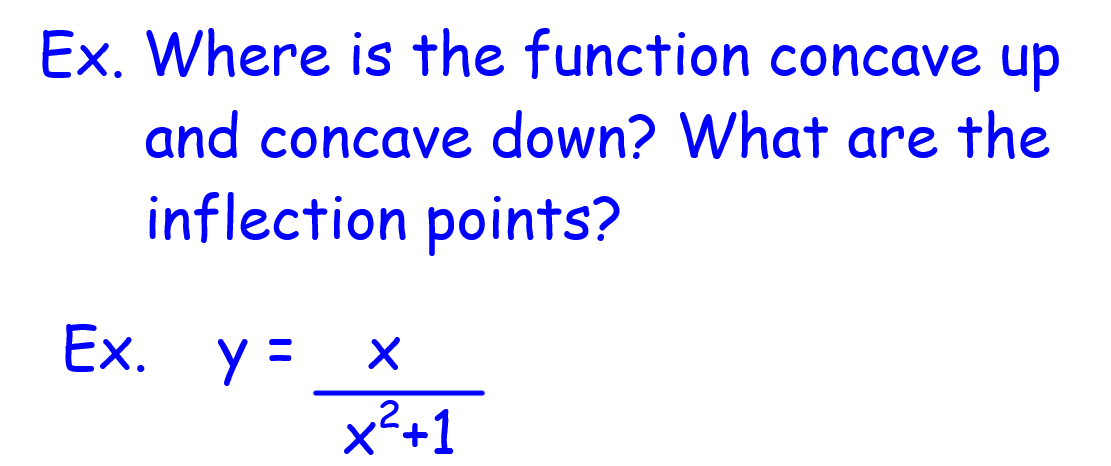 Ex. Where is the function concave up
and concave down? What are the
inflection points?
Ex. y = x
x²+1